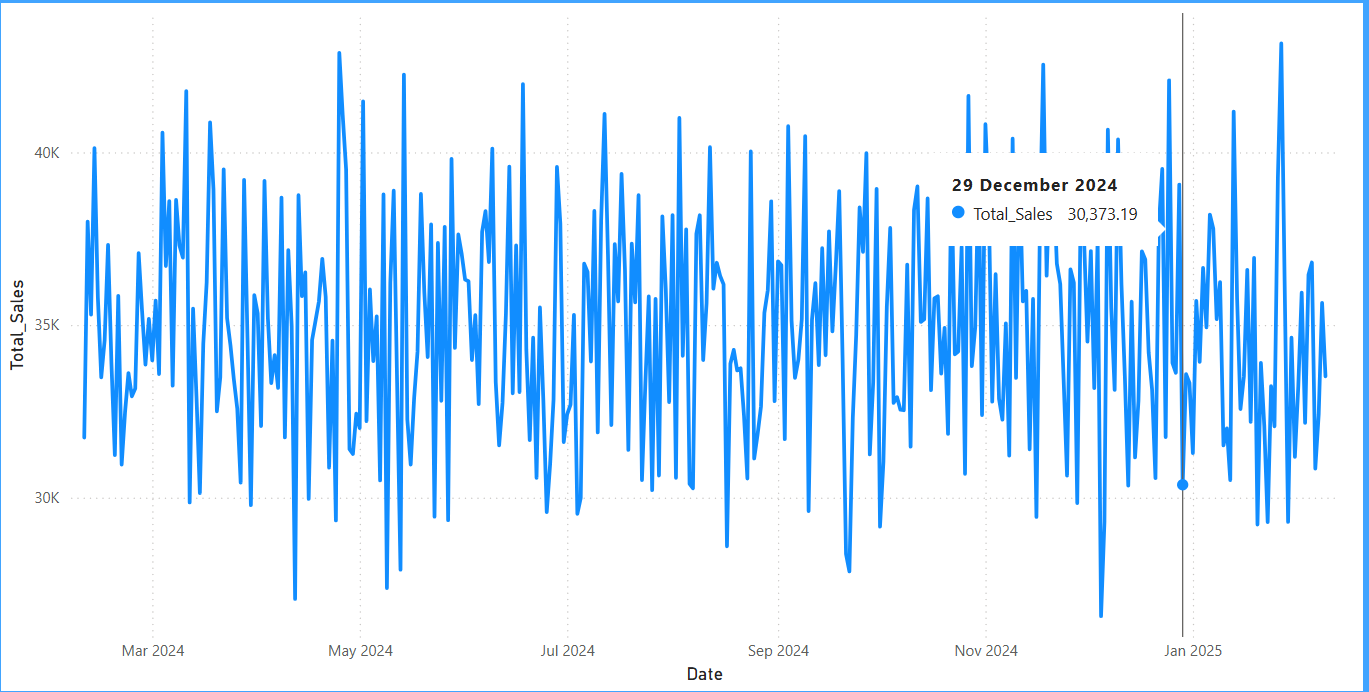 40K
29 December 2024
Total_Sales 30,373.19
35K
Total_Sales
30K
Mar 2024 May 2024 Jul 2024 Sep 2024 Nov 2024 Jan 2025
Date